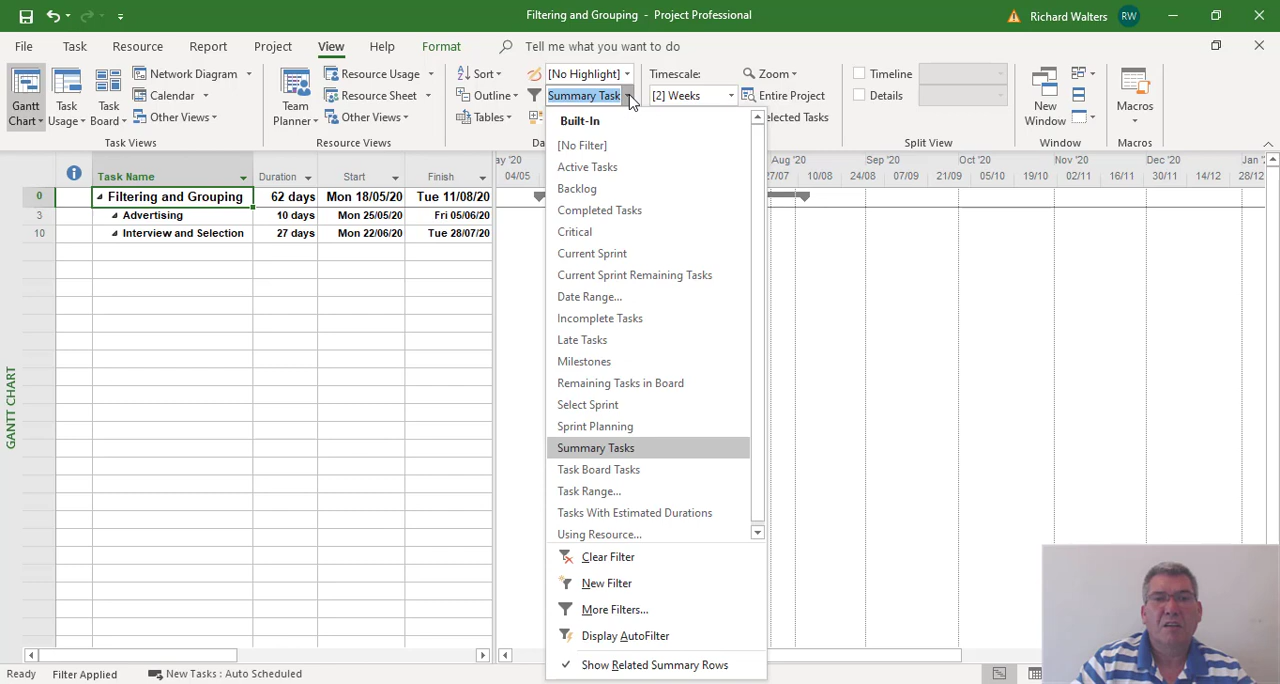 Filtering and Grouping - Project Professional
Richard Walters RW
File Task Resource Report Project View Help Format Tell me what you want to do
Gantt Chart
Task Usage
Task Board
Network Diagram
Calendar
Other Views
Task Views
Team Planner
Resource Usage
Resource Sheet
Other Views
Resource Views
Sort
Outline
Tables
[No Highlight]
Summary Task
Da
Timescale:
[2] Weeks
Zoom
Entire Project
elected Tasks
Timeline
Details
Split View
New Window
Window
Macros
Macros
Task Name Duration Start Finish
0 Filtering and Grouping 62 days Mon 18/05/20 Tue 11/08/20
3 Advertising 10 days Mon 25/05/20 Fri 05/06/20
10 Interview and Selection 27 days Mon 22/06/20 Tue 28/07/20
ay '20 Aug '20 Sep '20 Oct '20 Nov '20 Dec '20 Jan '
04/05 27/07 10/08 24/08 07/09 21/09 05/10 19/10 02/11 16/11 30/11 14/12 28/12
Built-In
[No Filter]
Active Tasks
Backlog
Completed Tasks
Critical
Current Sprint
Current Sprint Remaining Tasks
Date Range...
Incomplete Tasks
Late Tasks
Milestones
Remaining Tasks in Board
Select Sprint
Sprint Planning
Summary Tasks
Task Board Tasks
Task Range...
Tasks With Estimated Durations
Using Resource...
Clear Filter
New Filter
More Filters...
Display AutoFilter
Show Related Summary Rows
GANTT CHART
Ready Filter Applied New Tasks : Auto Scheduled